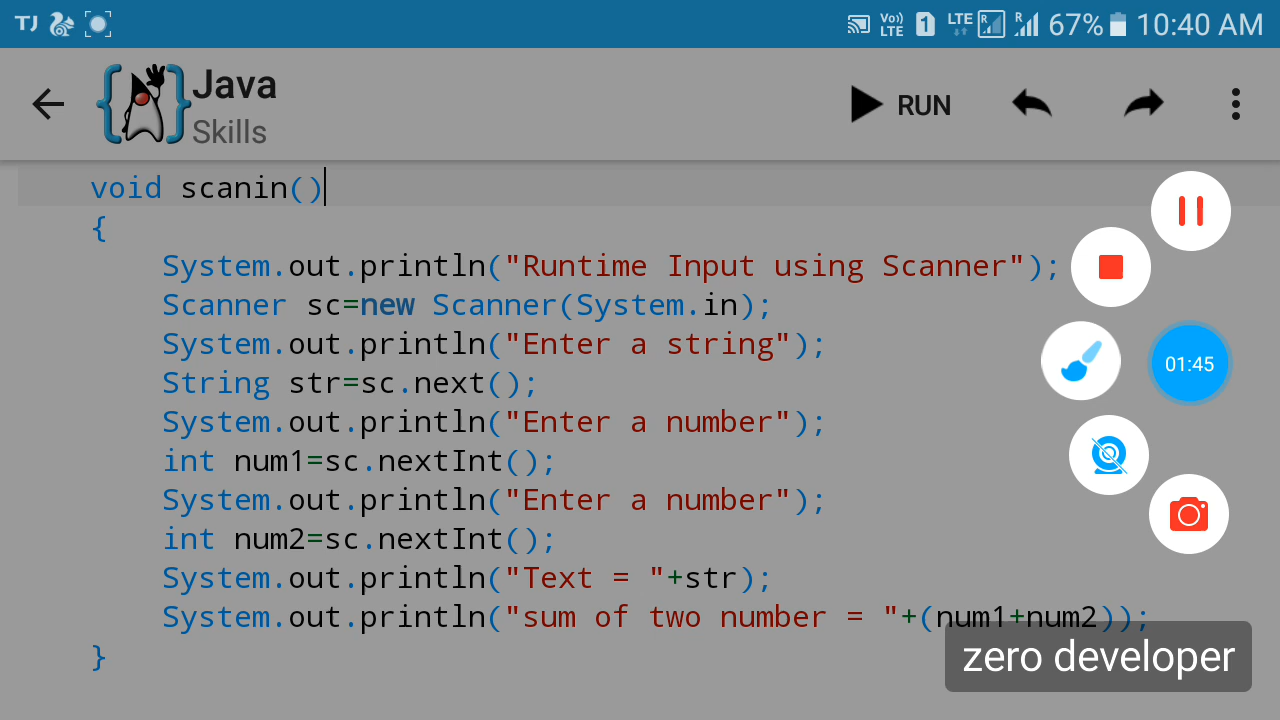 TJ
Vo)) LTE 1 LTE R R 67% 10:40 AM
Java
Skills
RUN
void scanin()
{
System.out.println("Runtime Input using Scanner");
Scanner sc=new Scanner(System.in);
System.out.println("Enter a string");
String str=sc.next();
System.out.println("Enter a number");
int num1=sc.nextInt();
System.out.println("Enter a number");
int num2=sc.nextInt();
System.out.println("Text = "+str);
System.out.println("sum of two number = "+(num1+num2));
}
01:45
zero developer